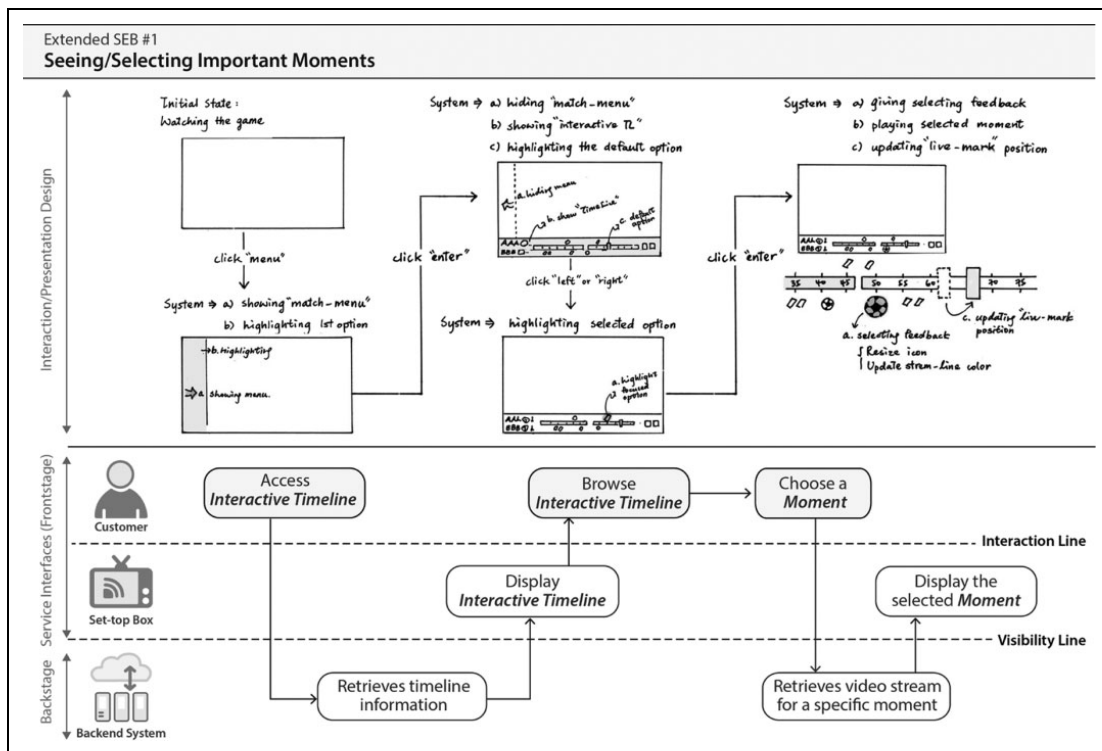 Extended SEB #1
Seeing/Selecting Important Moments
Interaction/Presentation Design
Initial State :
Watching the game
click "menu"
System ⇒ a) showing "match-menu"
b) highlighting 1st option
b. Highlighting
a. Showing menu.
click "enter"
System ⇒ a) hiding "match-menu"
b) showing "interactive TL"
c) highlighting the default option
a. hiding menu
b. show "timeline"
c. default
option
click "left" or "right"
System ⇒ highlighting selected option
a. highlight
focused
option
click "enter"
System ⇒ a) giving selecting feedback
b) playing selected moment
c) updating "live-mark" position
35 40 45 50 55 60 70 75
a. selecting feedback
Resize icon
Update strem-line color
c. updating "live-mark
position
Service Interfaces (Frontstage)
Customer
Access
Interactive Timeline
Browse
Interactive Timeline
Choose a
Moment
Interaction Line
Set-top Box
Display
Interactive Timeline
Display the
selected Moment
Visibility Line
Backstage
Backend System
Retrieves timeline
information
Retrieves video stream
for a specific moment